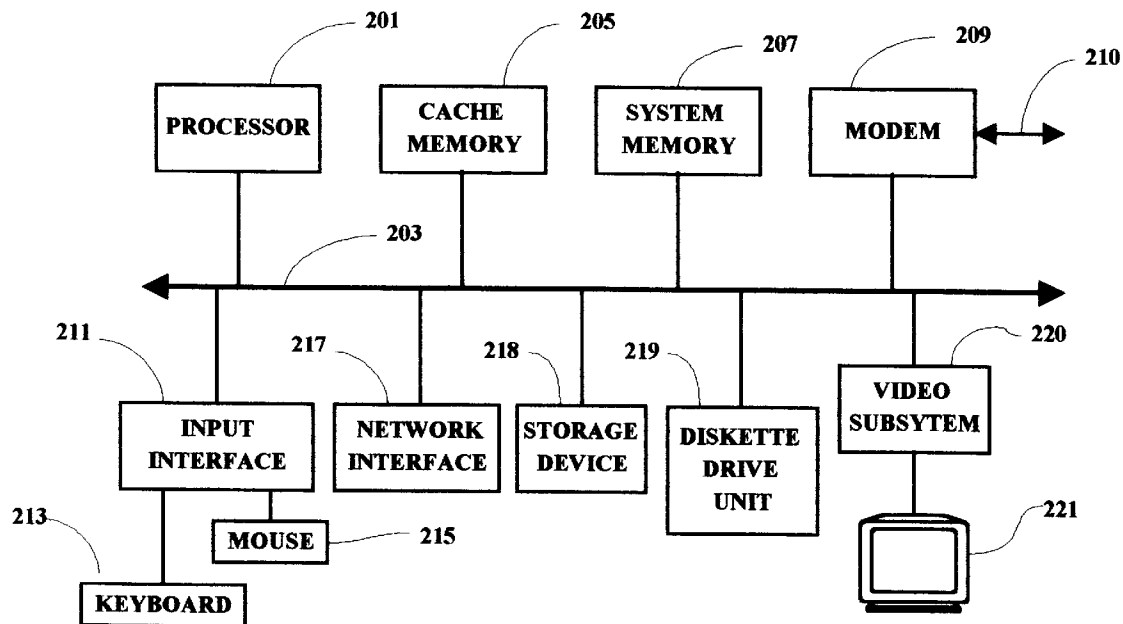 201
205
207
209
210
PROCESSOR
CACHE
MEMORY
SYSTEM
MEMORY
MODEM
203
211
217
218
219
220
INPUT
INTERFACE
NETWORK
INTERFACE
STORAGE
DEVICE
DISKETTE
DRIVE
UNIT
VIDEO
SUBSYTEM
213
MOUSE
215
221
KEYBOARD